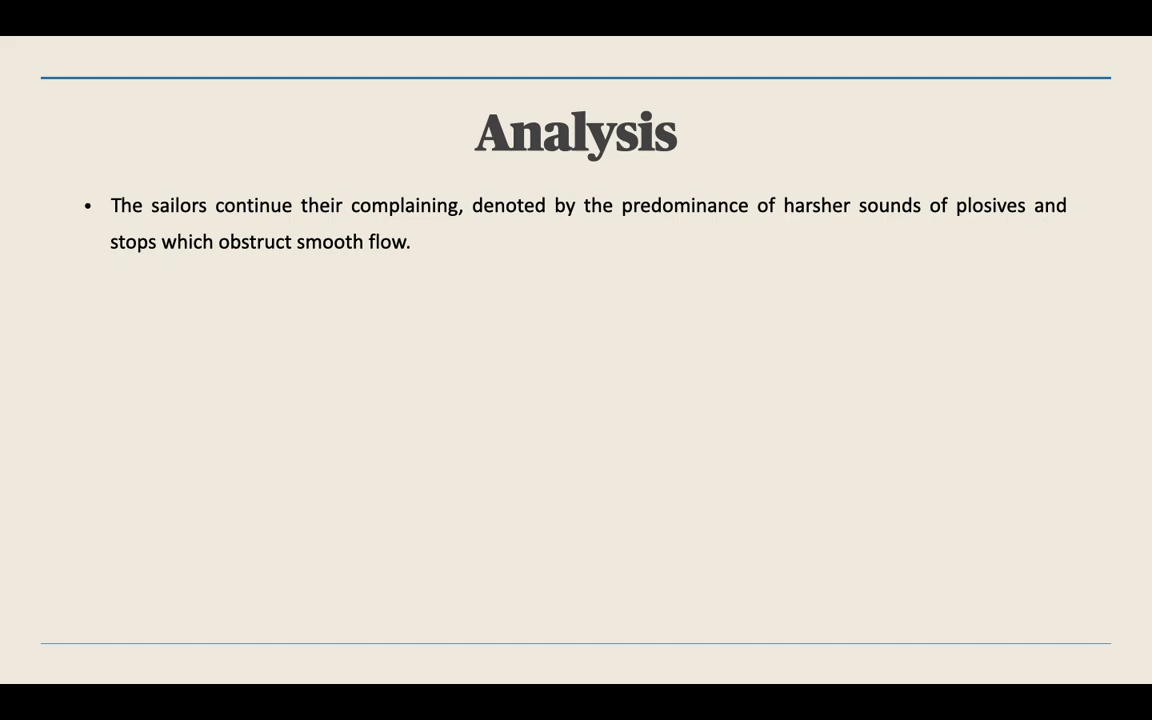 Analysis
• The sailors continue their complaining, denoted by the predominance of harsher sounds of plosives and
stops which obstruct smooth flow.